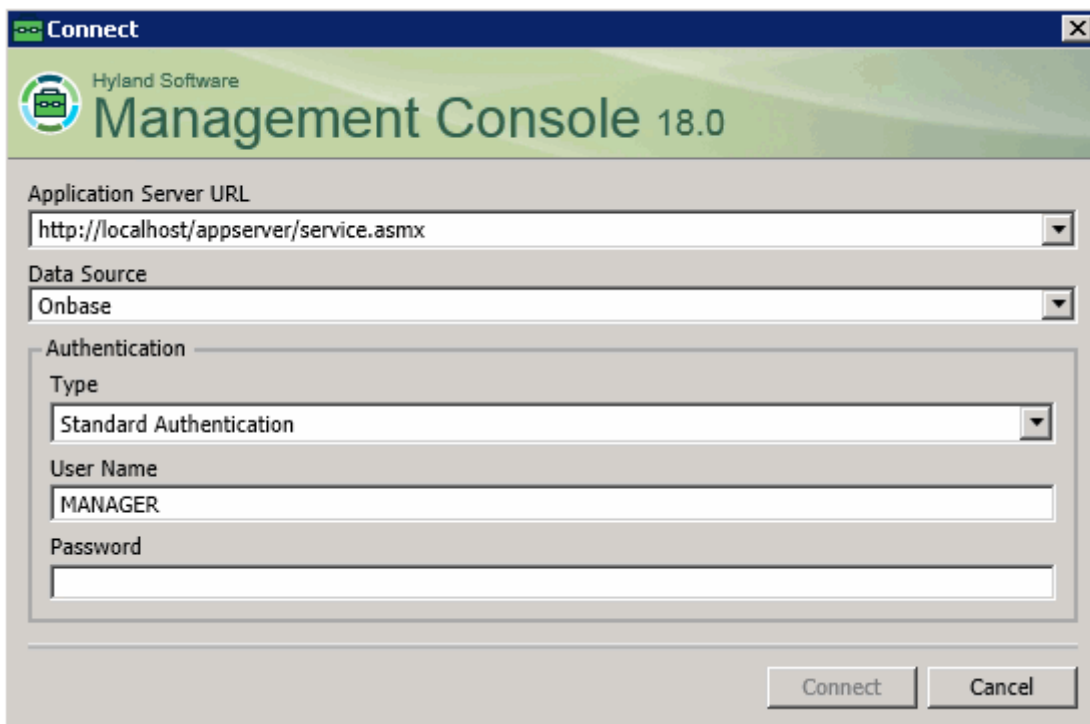 Connect
Hyland Software
Management Console 18.0
Application Server URL
http://localhost/appserver/service.asmx
Data Source
Onbase
Authentication
Type
Standard Authentication
User Name
MANAGER
Password
Connect Cancel